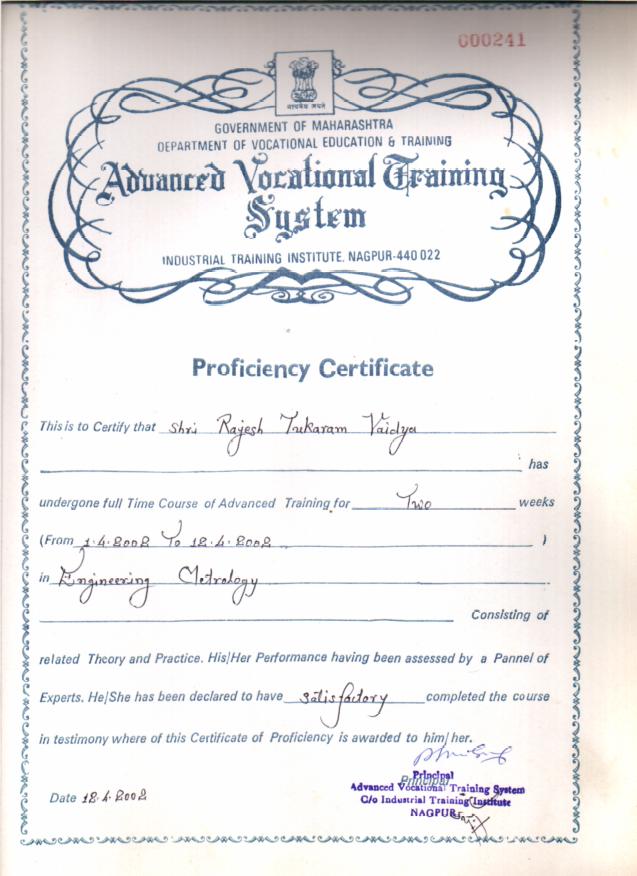 000241
सत्यमेव जयते
GOVERNMENT OF MAHARASHTRA
DEPARTMENT OF VOCATIONAL EDUCATION & TRAINING
Advanced Vocational Training
System
INDUSTRIAL TRAINING INSTITUTE, NAGPUR-440 022
Proficiency Certificate
This is to Certify that Shri Rajesh Tukaram Vaidya
has
undergone full Time Course of Advanced Training for Two weeks
(From 1.4.2002 To 12.4.2002 )
in Engineering Metrology
Consisting of
related Theory and Practice. His/Her Performance having been assessed by a Pannel of
Experts. He/She has been declared to have satisfactory completed the course
in testimony where of this Certificate of Proficiency is awarded to him/her.
Principal
Principal
Advanced Vocational Training System
C/o Industrial Training Institute
NAGPUR
Date 12.4.2002